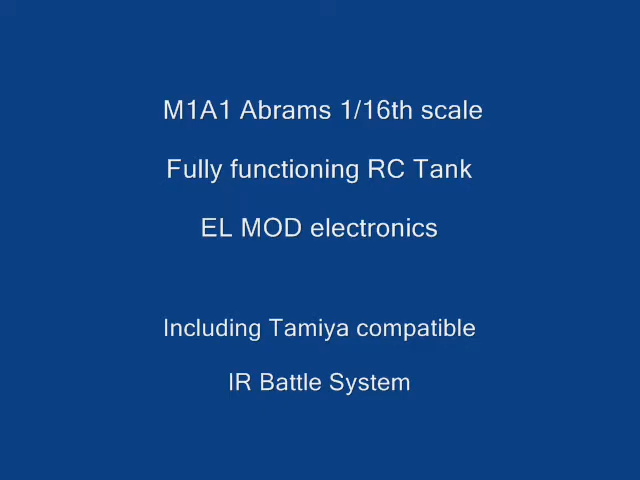 M1A1 Abrams 1/16th scale
Fully functioning RC Tank
EL MOD electronics
Including Tamiya compatible
IR Battle System